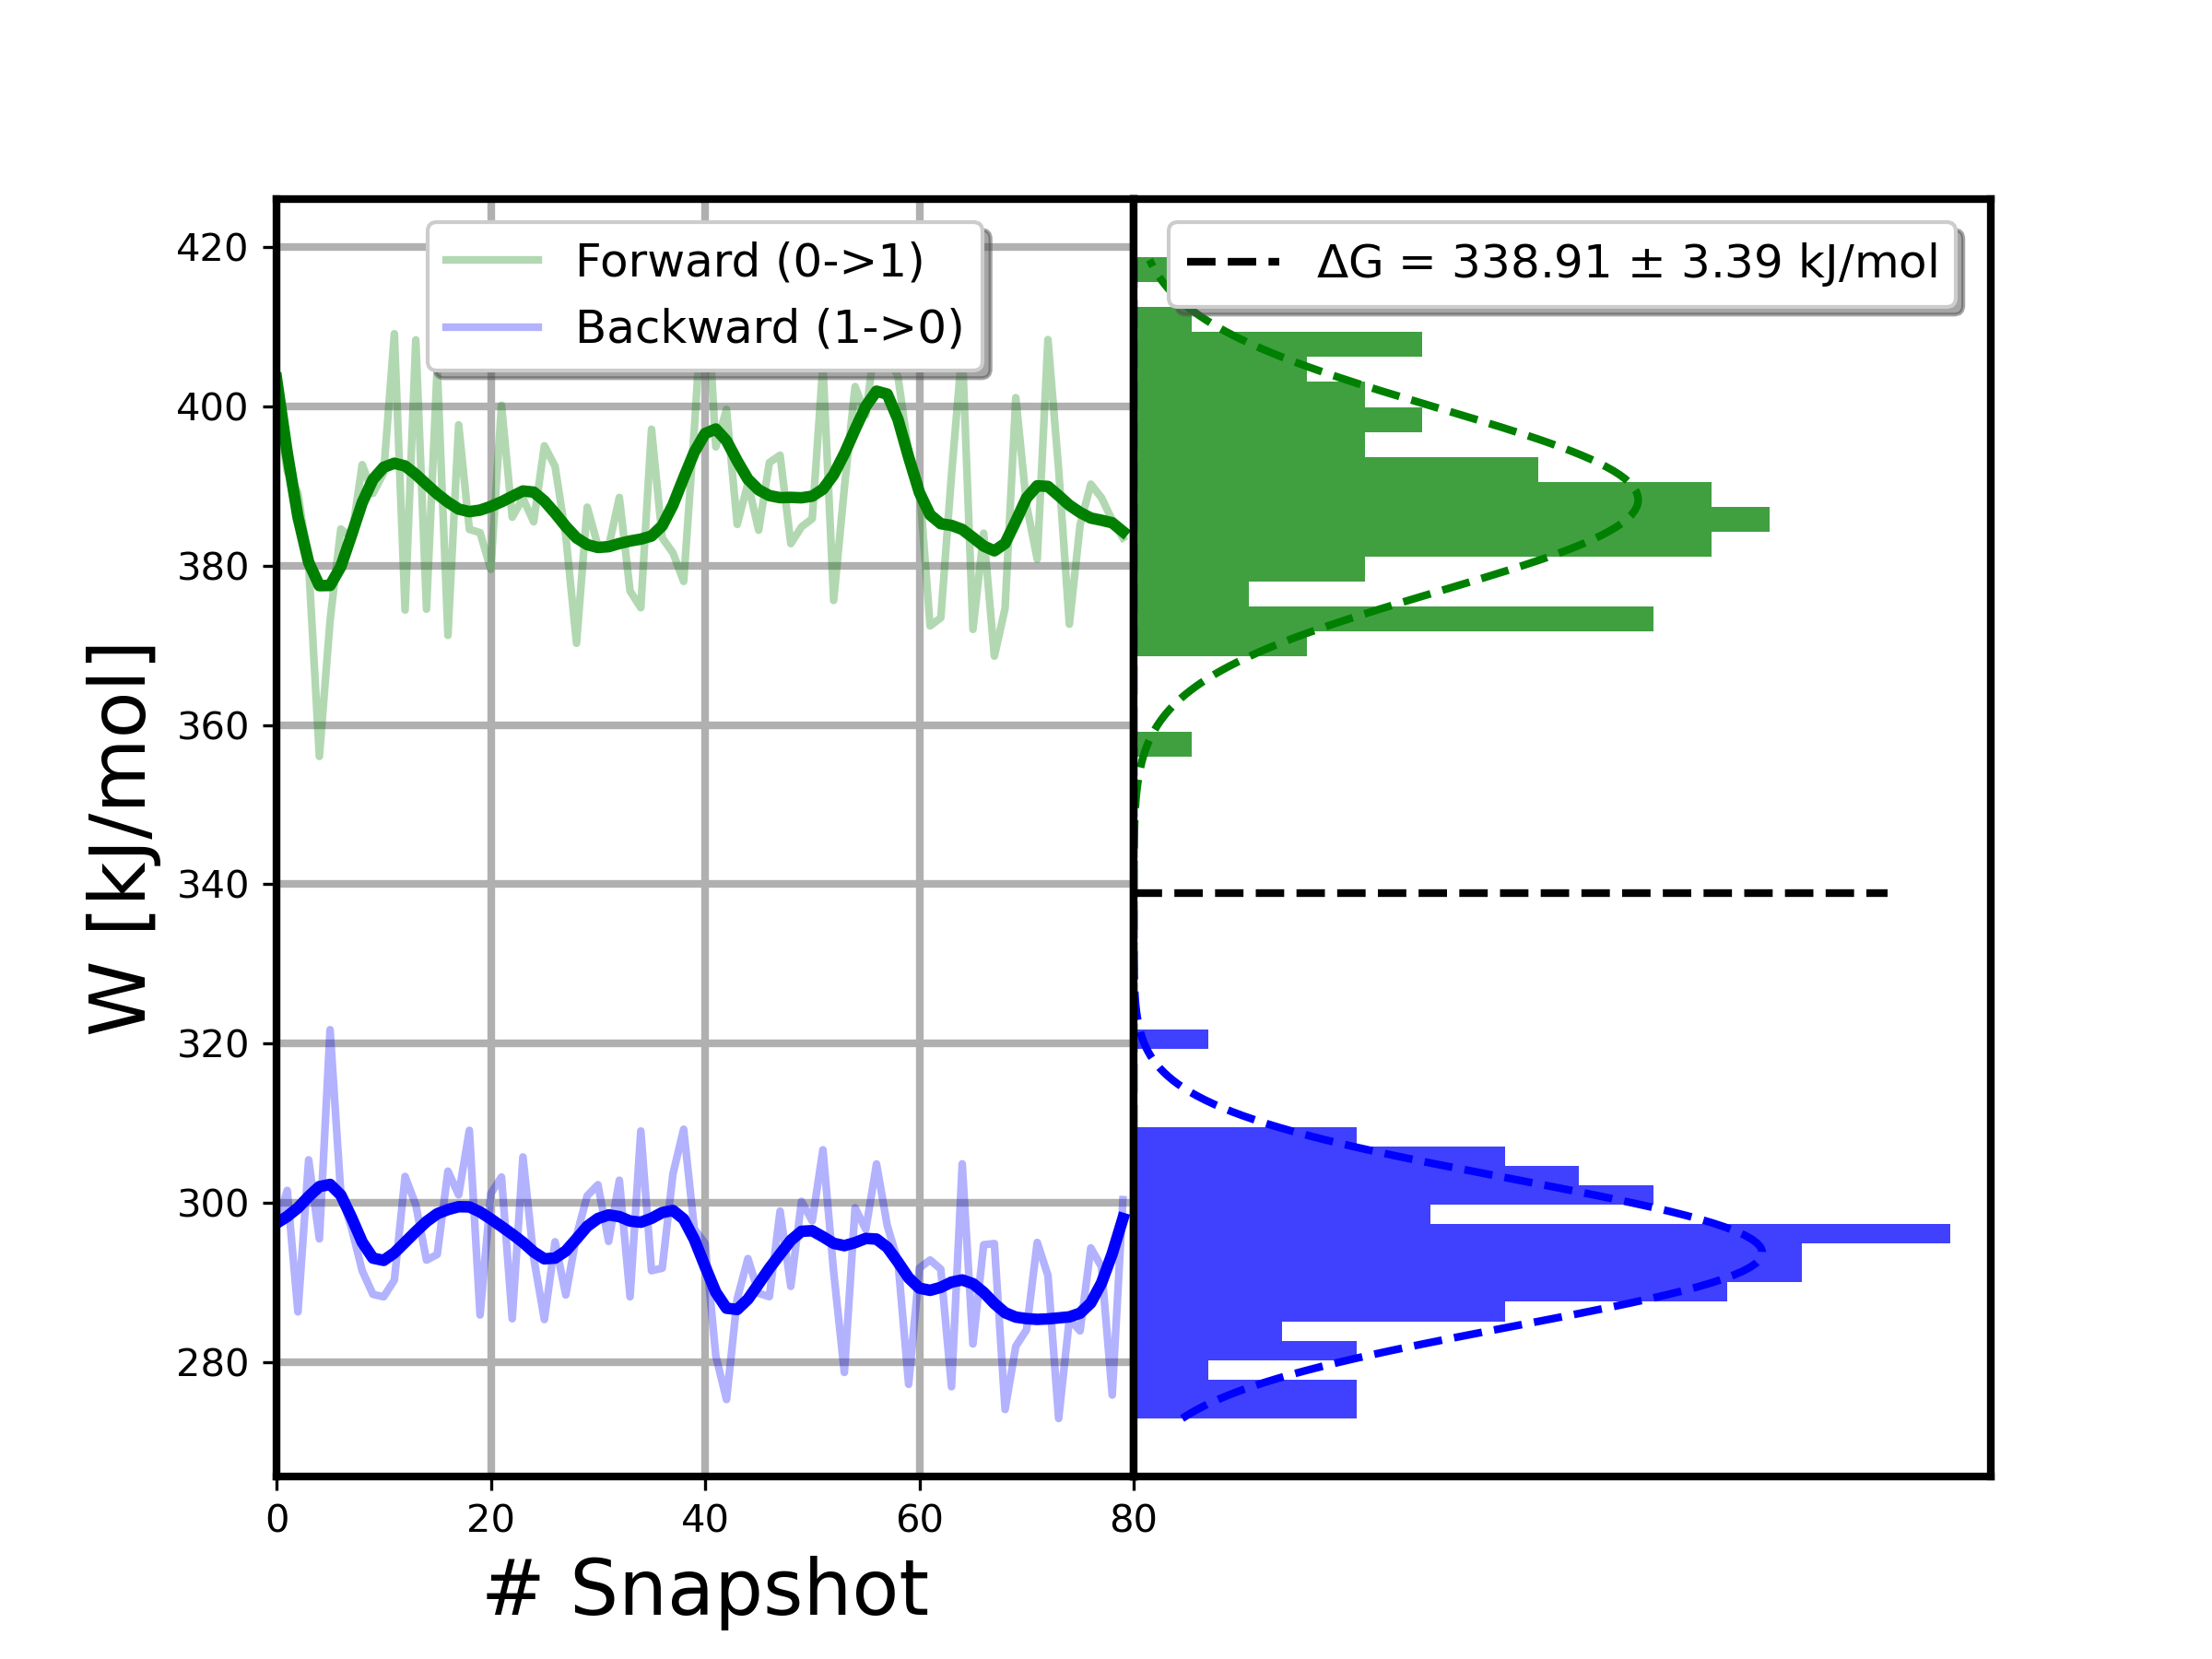 Forward (0->1)
Backward (1->0)
ΔG = 338.91 ± 3.39 kJ/mol
W [kJ/mol]
420
400
380
360
340
320
300
280
0 20 40 60 80
# Snapshot